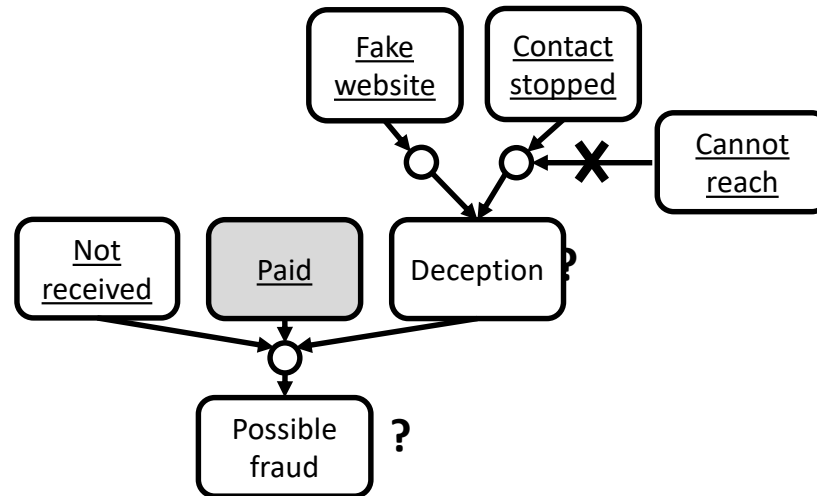 Fake
website
Contact
stopped
Cannot
reach
Not
received
Paid
Deception ?
Possible
fraud
?